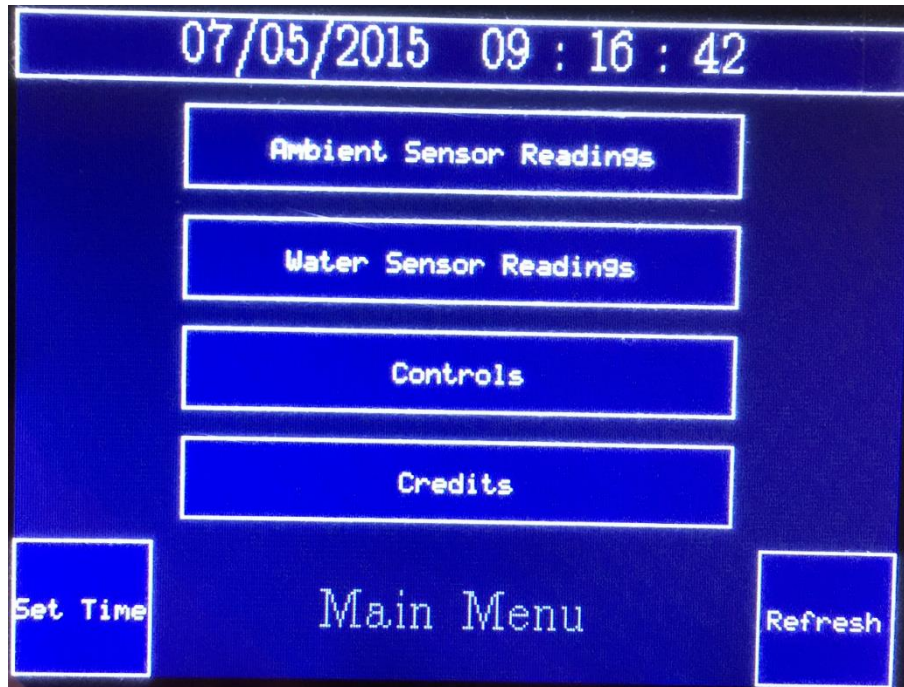 07/05/2015 09 : 16 : 42
Ambient Sensor Readings
Water Sensor Readings
Controls
Credits
Set Time
Main Menu
Refresh